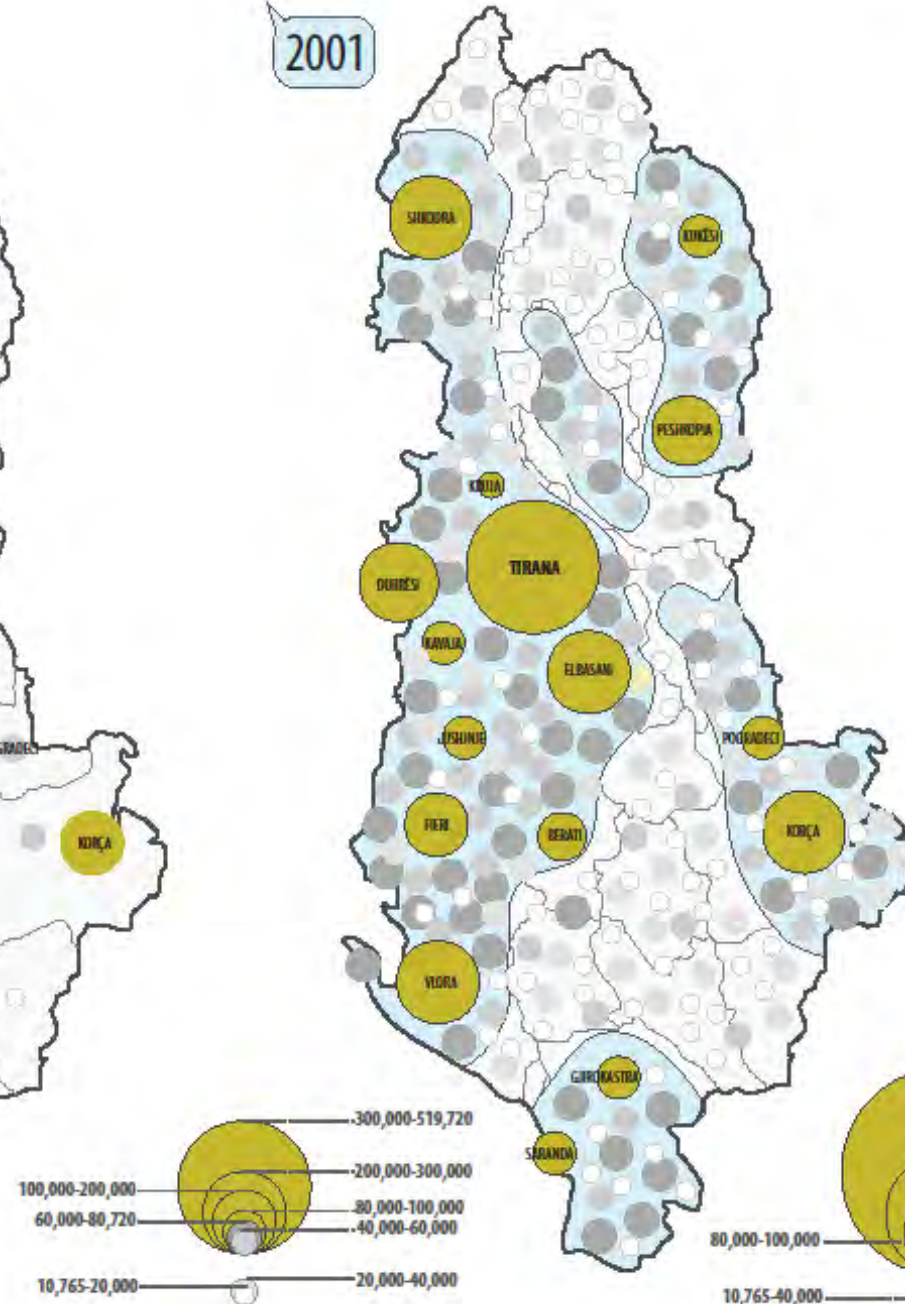 2001
SHKODRA
KUKËSI
PESHKOPIA
KRUJA
TIRANA
DURRËSI
KAVAJA
ELBASANI
LUSHNJE
POGRADECI
GRADECI
FIERI
BERATI
KORÇA
KORÇA
VLORA
GJIROKASTRA
SARANDA
300,000-519,720
200,000-300,000
100,000-200,000
80,000-100,000
60,000-80,720
40,000-60,000
20,000-40,000
10,765-20,000
80,000-100,000
10,765-40,000